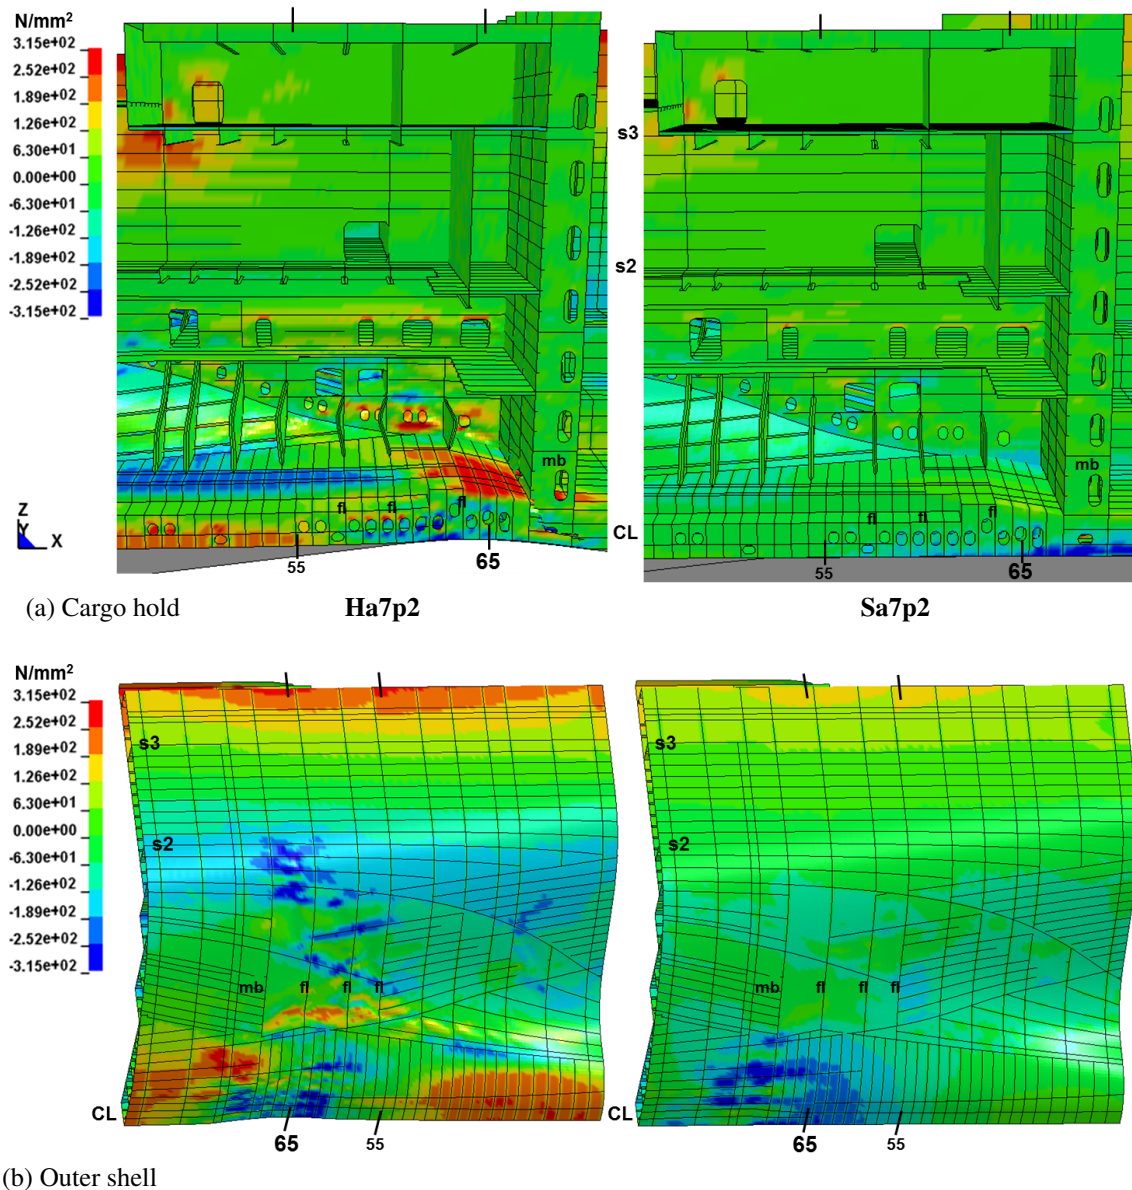 N/mm²
3.15e+02
2.52e+02
1.89e+02
1.26e+02
6.30e+01
0.00e+00
-6.30e+01
-1.26e+02
-1.89e+02
-2.52e+02
-3.15e+02
s3
s2
mb
mb
fl fl fl
fl fl fl
Z
Y
X
CL
55 65
55 65
(a) Cargo hold Ha7p2 Sa7p2
N/mm²
3.15e+02
2.52e+02
1.89e+02
1.26e+02
6.30e+01
0.00e+00
-6.30e+01
-1.26e+02
-1.89e+02
-2.52e+02
-3.15e+02
s3 s3
s2 s2
mb fl fl fl
mb fl fl fl
CL CL
65 55
65 55
(b) Outer shell